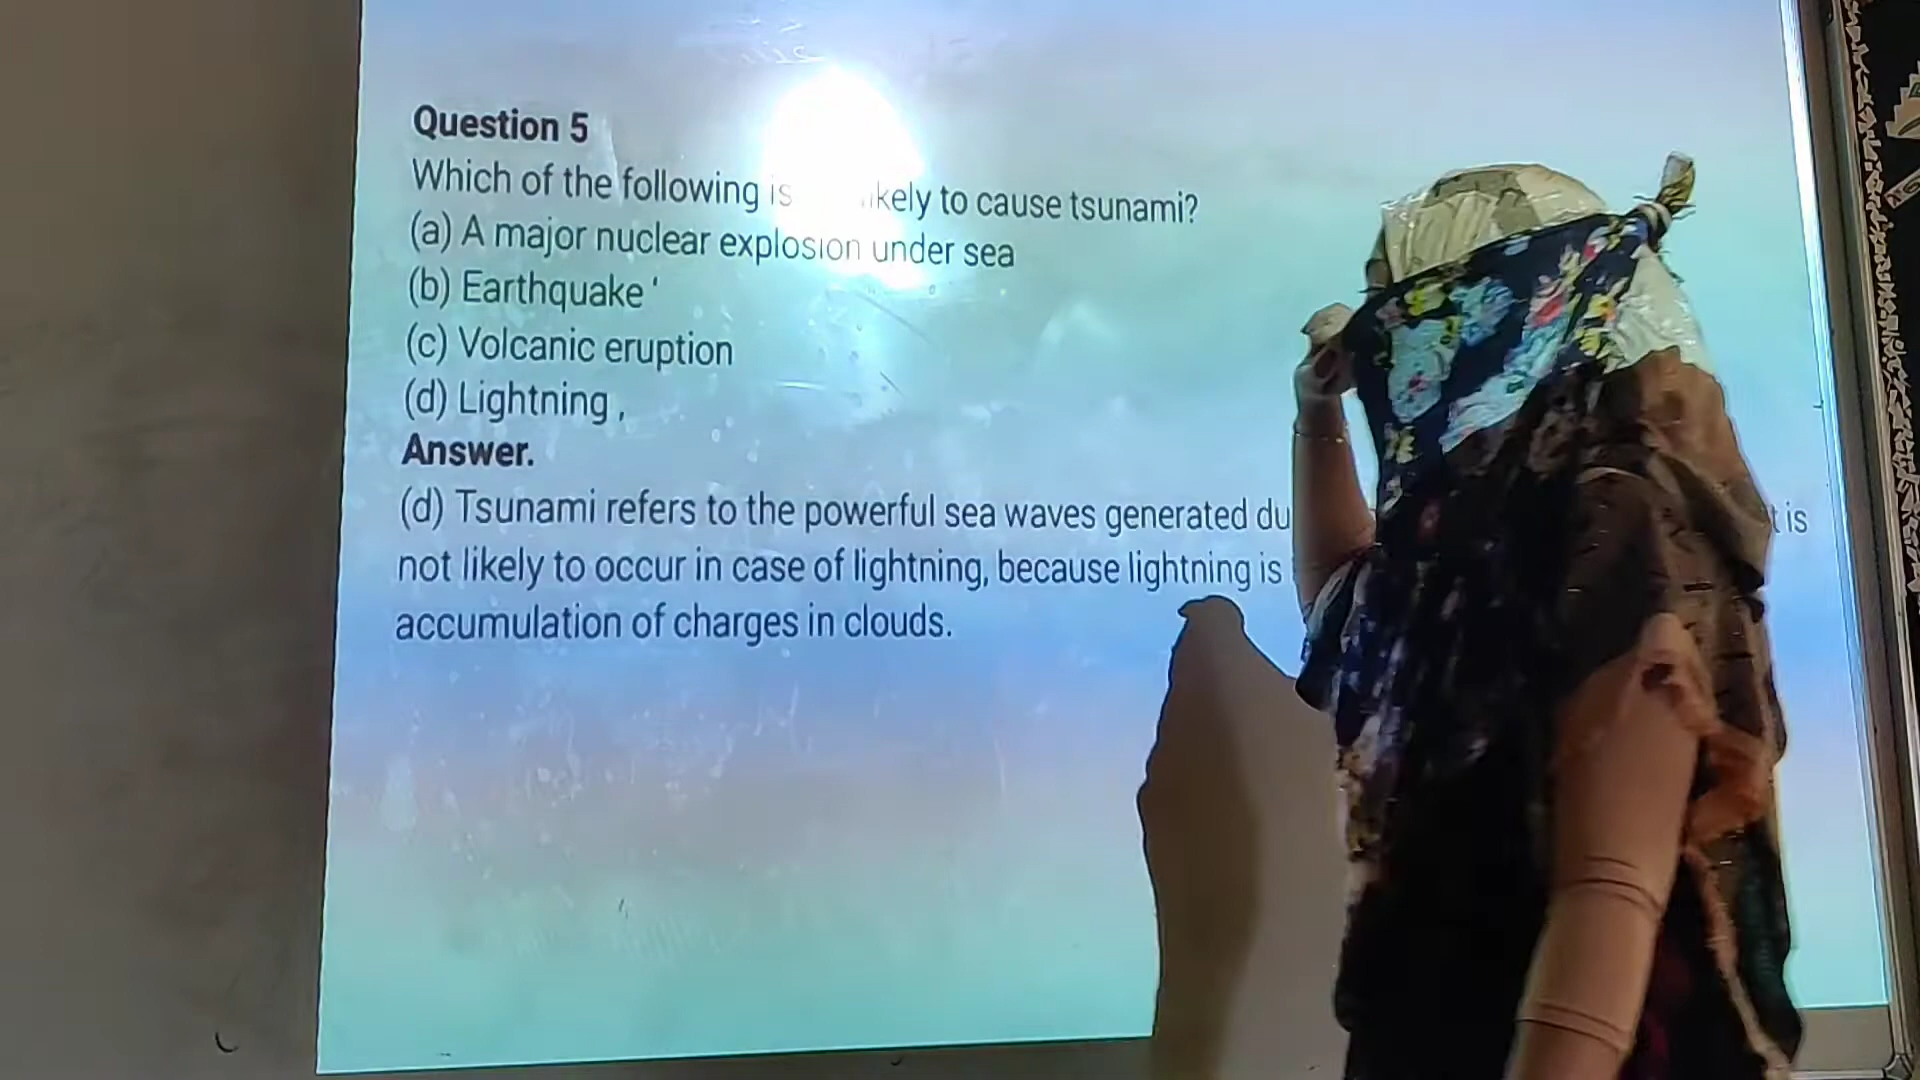 Question 5
Which of the following is kely to cause tsunami?
(a) A major nuclear explosion under sea
(b) Earthquake '
(c) Volcanic eruption
(d) Lightning ,
Answer.
(d) Tsunami refers to the powerful sea waves generated du t is
not likely to occur in case of lightning, because lightning is
accumulation of charges in clouds.